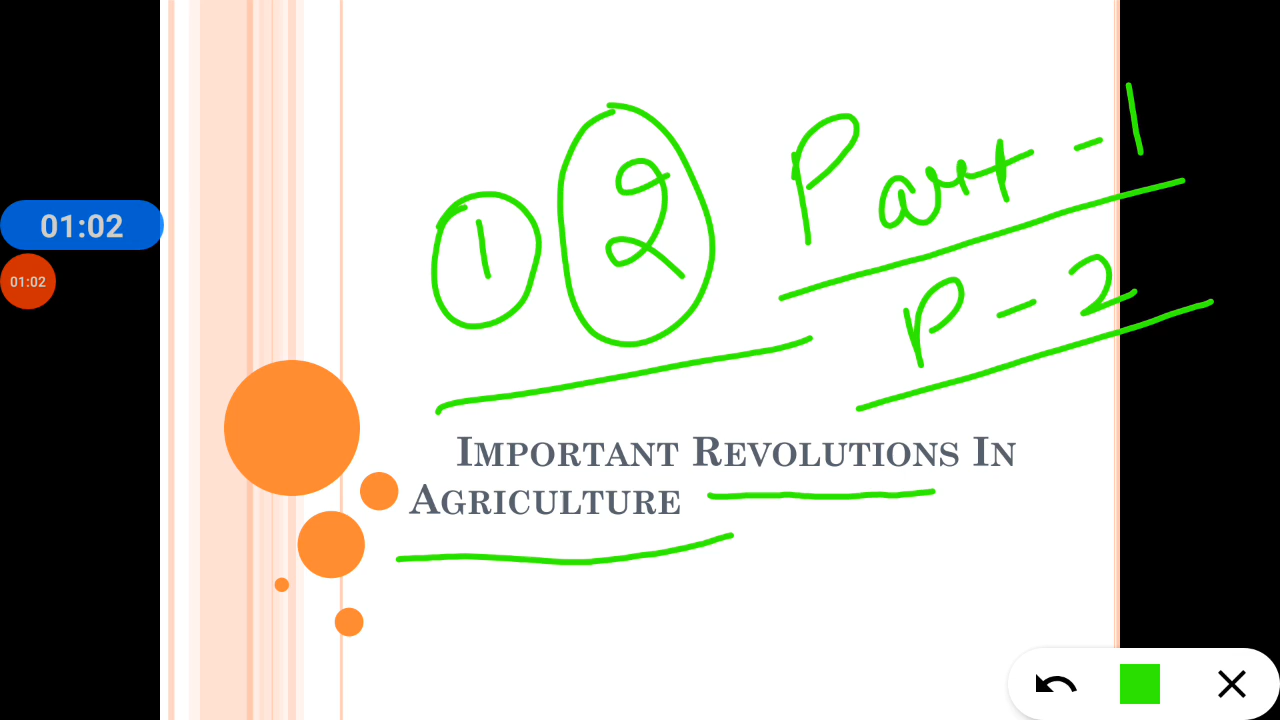 01:02
01:02
1 2 Part - 1
P - 2
IMPORTANT REVOLUTIONS IN
AGRICULTURE